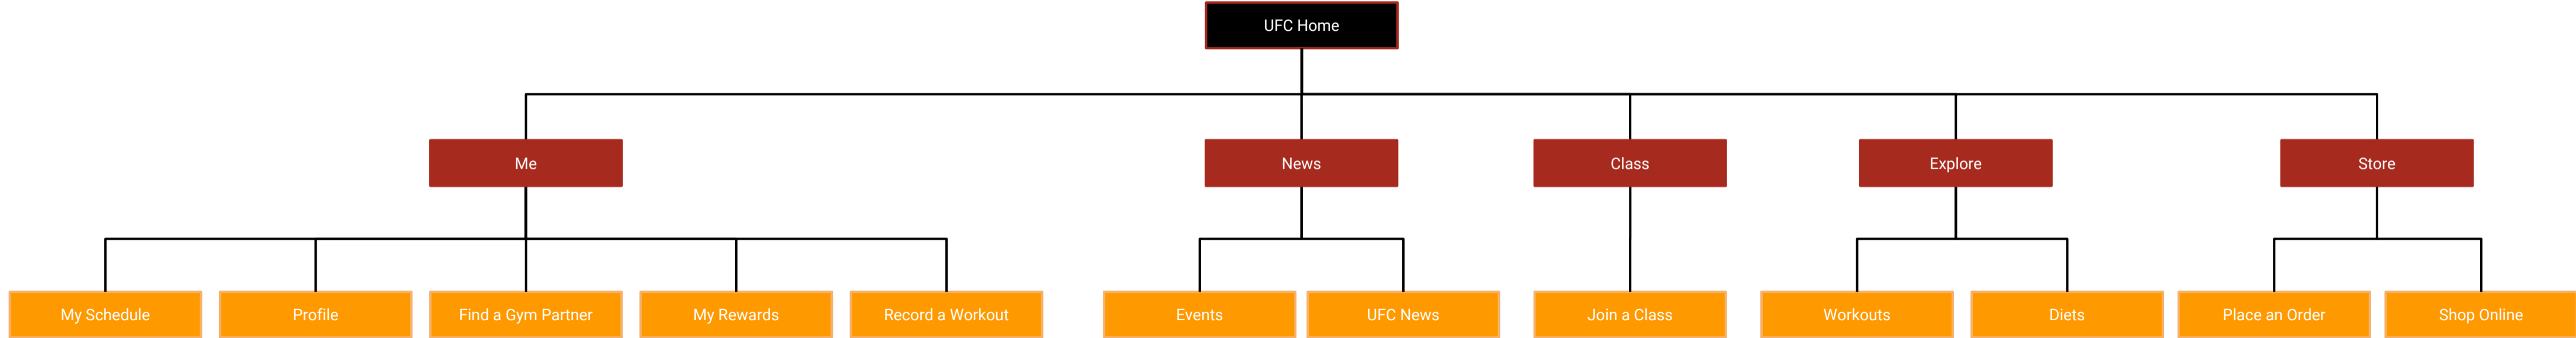 UFC Home
Me
News
Class
Explore
Store
My Schedule
Profile
Find a Gym Partner
My Rewards
Record a Workout
Events
UFC News
Join a Class
Workouts
Diets
Place an Order
Shop Online